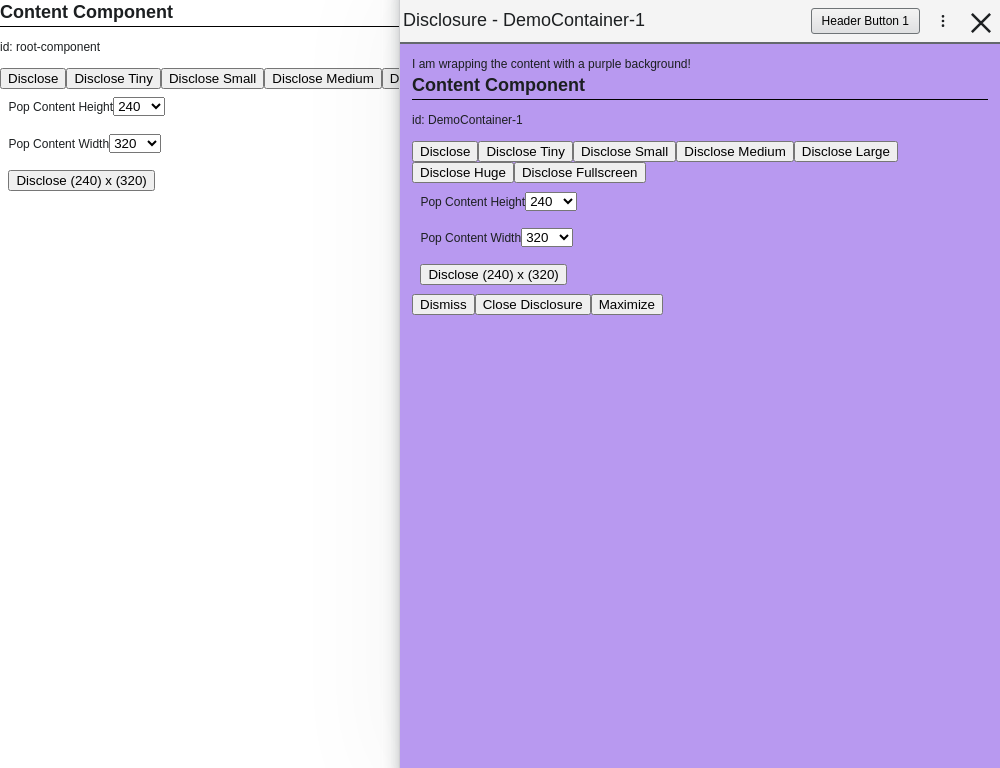 Content Component
id: root-component
Disclose Disclose Tiny Disclose Small Disclose Medium D
Pop Content Height 240
Pop Content Width 320
Disclose (240) x (320)
Disclosure - DemoContainer-1 Header Button 1
I am wrapping the content with a purple background!
Content Component
id: DemoContainer-1
Disclose Disclose Tiny Disclose Small Disclose Medium Disclose Large
Disclose Huge Disclose Fullscreen
Pop Content Height 240
Pop Content Width 320
Disclose (240) x (320)
Dismiss Close Disclosure Maximize